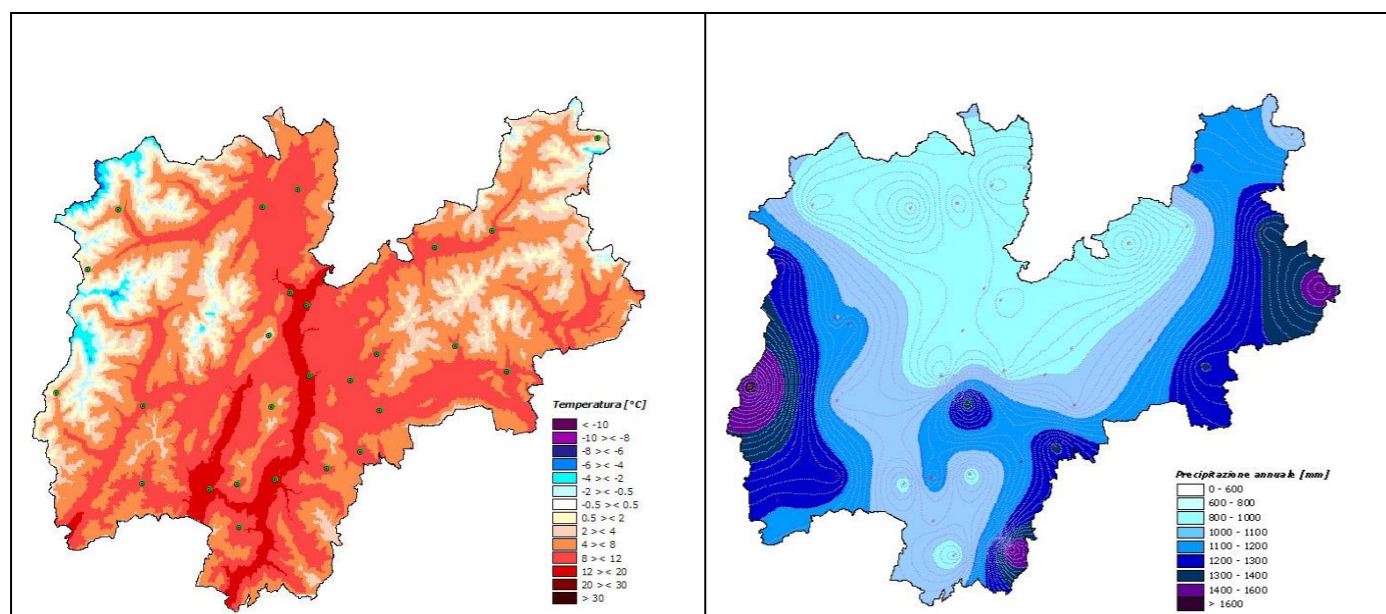 Temperatura [°C]
< -10
-10 >< -8
-8 >< -6
-6 >< -4
-4 >< -2
-2 >< -0.5
-0.5 >< 0.5
0.5 >< 2
2 >< 4
4 >< 8
8 >< 12
12 >< 20
20 >< 30
> 30
Precipitazione annuale [mm]
0 - 600
600 - 800
800 - 1000
1000 - 1100
1100 - 1200
1200 - 1300
1300 - 1400
1400 - 1600
> 1600